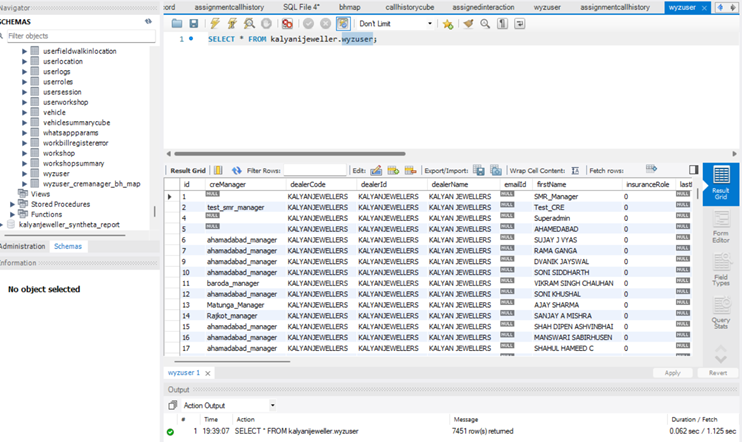 Navigator
SCHEMAS
Filter objects
userfieldwalkinlocation
userlocation
userlogs
userroles
usersession
userworkshop
vehicle
vehiclesummarycube
whatsappparams
workbillregistererror
workshop
workshopsummary
wyzuser
wyzuser_cremanager_bh_map
Views
Stored Procedures
Functions
kalyanijeweller_syntheta_report
Administration Schemas
Information
No object selected
ord assignmentcallhistory SQL File 4* bhmap callhistorycube assignedinteraction wyzuser assignmentcallhistory wyzuser
Don't Limit
1 SELECT * FROM kalyanijeweller.wyzuser;
Result Grid Filter Rows: Edit: Export/Import: Wrap Cell Content: Fetch rows:
id creManager dealerCode dealerId dealerName emailId firstName insuranceRole last
1 NULL KALYANJEWELLERS KALYANJEWELLERS KALYAN JEWELLERS NULL SMR_Manager 0 NULL
2 test_smr_manager KALYANJEWELLERS KALYANJEWELLERS KALYAN JEWELLERS NULL Test_CRE 0 NULL
4 NULL KALYANJEWELLERS KALYANJEWELLERS KALYAN JEWELLERS NULL Superadmin 0 NULL
5 NULL KALYANJEWELLERS KALYANJEWELLERS KALYAN JEWELLERS NULL AHAMEDABAD 0 NULL
6 ahamadabad_manager KALYANJEWELLERS KALYANJEWELLERS KALYAN JEWELLERS NULL SUJAY J VYAS 0 NULL
7 ahamadabad_manager KALYANJEWELLERS KALYANJEWELLERS KALYAN JEWELLERS NULL RAMA GANGA 0 NULL
9 ahamadabad_manager KALYANJEWELLERS KALYANJEWELLERS KALYAN JEWELLERS NULL DVANIK JAYSWAL 0 NULL
10 ahamadabad_manager KALYANJEWELLERS KALYANJEWELLERS KALYAN JEWELLERS NULL SONI SIDDHARTH 0 NULL
11 baroda_manager KALYANJEWELLERS KALYANJEWELLERS KALYAN JEWELLERS NULL VIKRAM SINGH CHAUHAN 0 NULL
12 ahamadabad_manager KALYANJEWELLERS KALYANJEWELLERS KALYAN JEWELLERS NULL SONI KHUSHAL 0 NULL
13 Matunga_Manager KALYANJEWELLERS KALYANJEWELLERS KALYAN JEWELLERS NULL AJAY SHARMA 0 NULL
14 Rajkot_manager KALYANJEWELLERS KALYANJEWELLERS KALYAN JEWELLERS NULL SANJAY A MISHRA 0 NULL
15 ahamadabad_manager KALYANJEWELLERS KALYANJEWELLERS KALYAN JEWELLERS NULL SHAH DIPEN ASHVINBHAI 0 NULL
16 ahamadabad_manager KALYANJEWELLERS KALYANJEWELLERS KALYAN JEWELLERS NULL MANSWARI SABIRHUSEN 0 NULL
17 ahamadabad_manager KALYANJEWELLERS KALYANJEWELLERS KALYAN JEWELLERS NULL SHAHUL HAMEED C 0 NULL
Result Grid
Form Editor
Field Types
Query Stats
wyzuser 1 Apply Revert
Output
Action Output
# Time Action Message Duration / Fetch
1 19:39:07 SELECT * FROM kalyanijeweller.wyzuser 7451 row(s) returned 0.062 sec / 1.125 sec